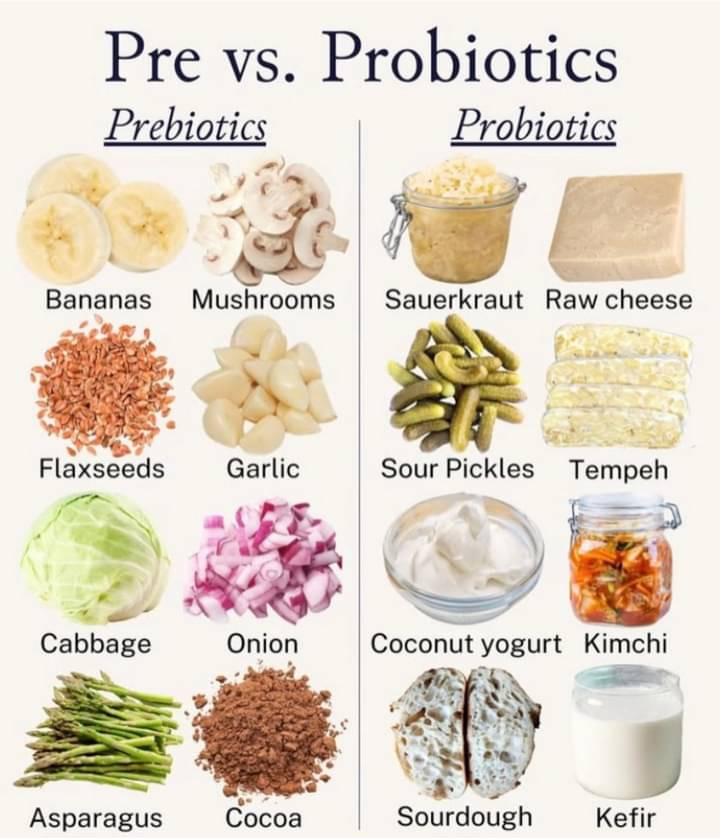 Pre vs. Probiotics
Prebiotics Probiotics
Bananas Mushrooms Sauerkraut Raw cheese
Flaxseeds Garlic Sour Pickles Tempeh
Cabbage Onion Coconut yogurt Kimchi
Asparagus Cocoa Sourdough Kefir